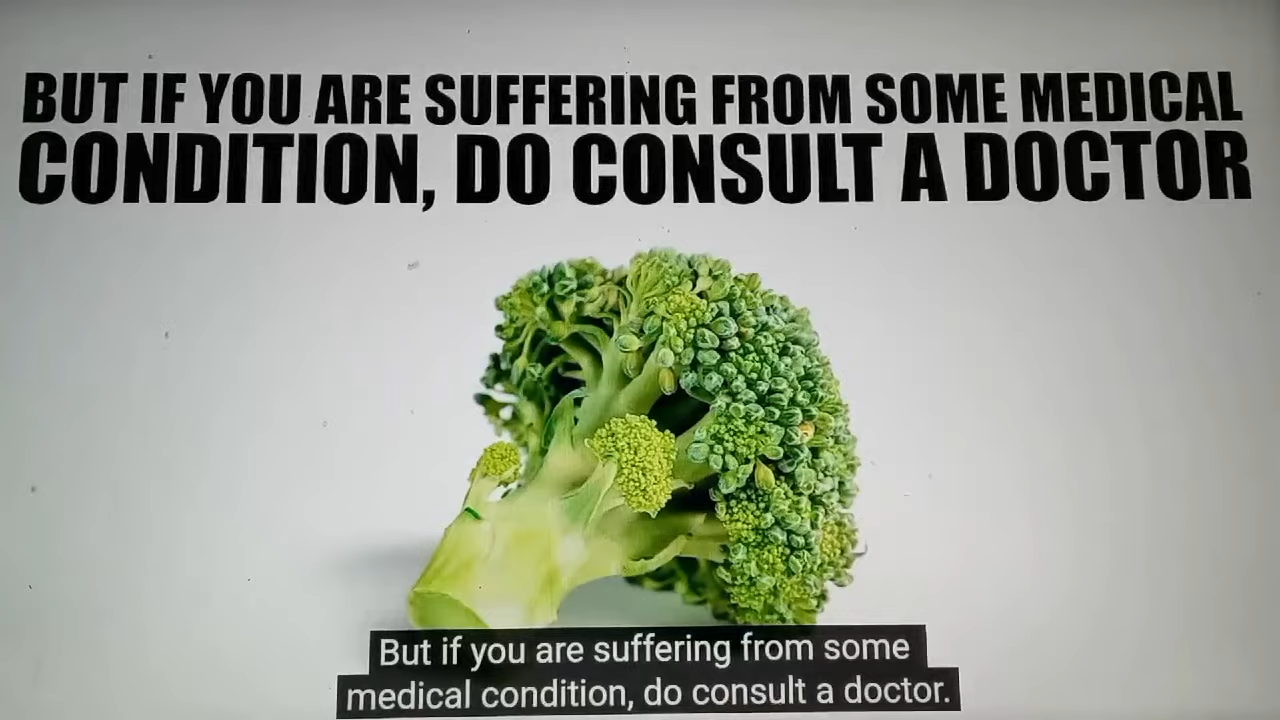 BUT IF YOU ARE SUFFERING FROM SOME MEDICAL
CONDITION, DO CONSULT A DOCTOR
But if you are suffering from some
medical condition, do consult a doctor.